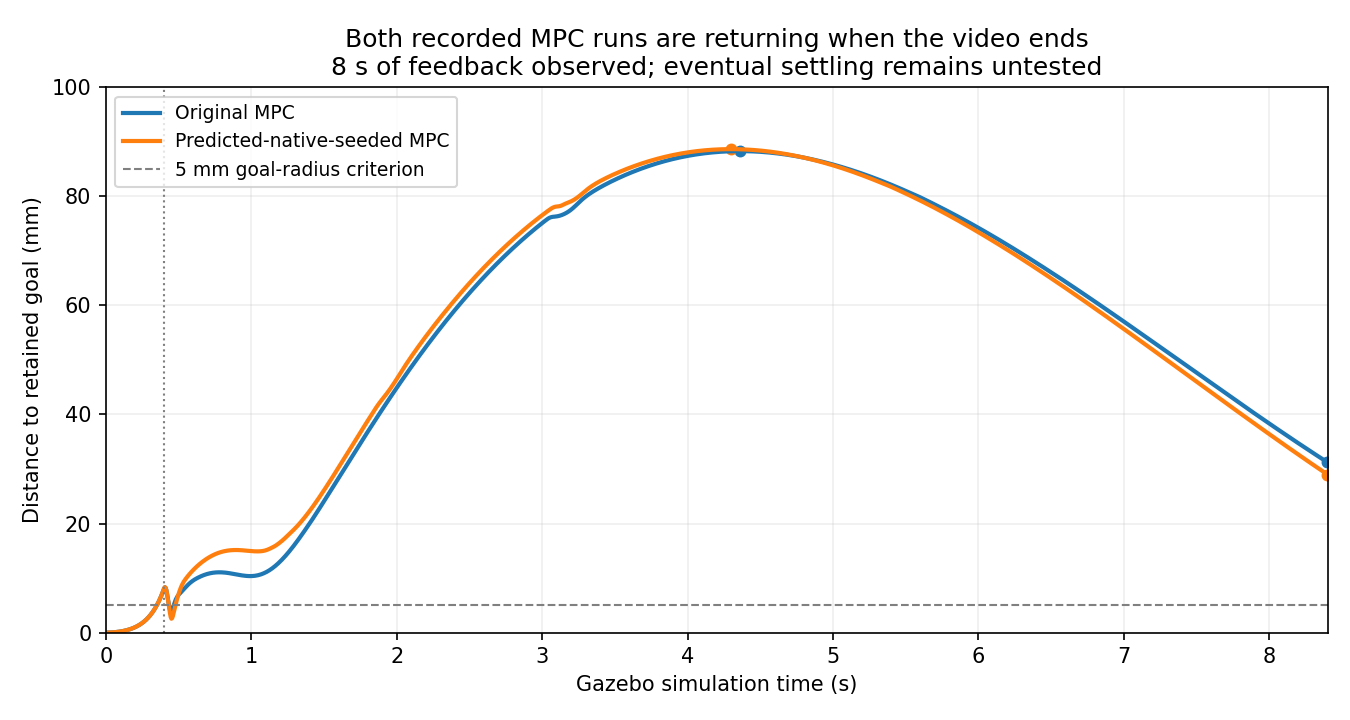 Both recorded MPC runs are returning when the video ends
8 s of feedback observed; eventual settling remains untested
Original MPC
Predicted-native-seeded MPC
5 mm goal-radius criterion
Distance to retained goal (mm)
100
80
60
40
20
0
0 1 2 3 4 5 6 7 8
Gazebo simulation time (s)